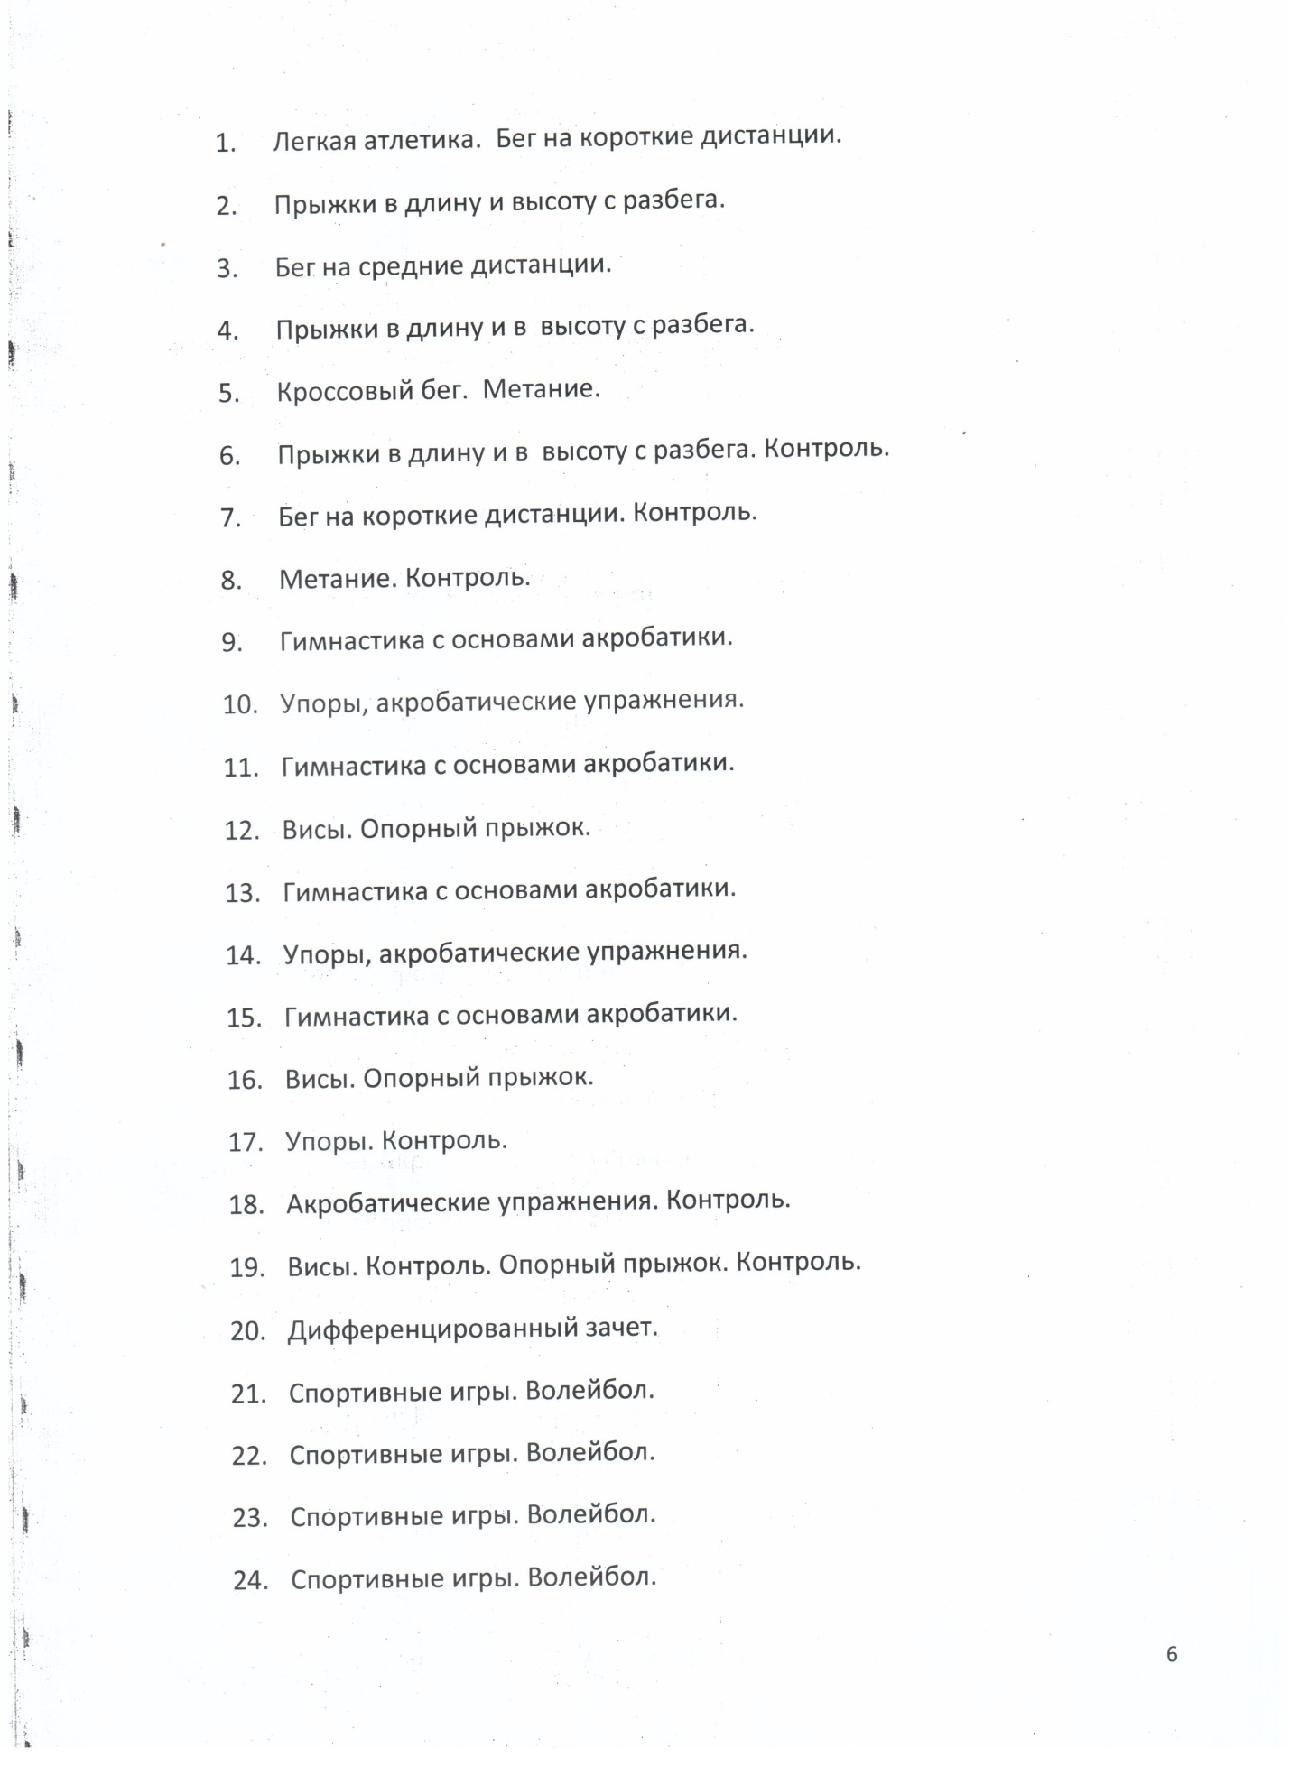 1. Легкая атлетика. Бег на короткие дистанции.
2. Прыжки в длину и высоту с разбега.
3. Бег на средние дистанции.
4. Прыжки в длину и в высоту с разбега.
5. Кроссовый бег. Метание.
6. Прыжки в длину и в высоту с разбега. Контроль.
7. Бег на короткие дистанции. Контроль.
8. Метание. Контроль.
9. Гимнастика с основами акробатики.
10. Упоры, акробатические упражнения.
11. Гимнастика с основами акробатики.
12. Висы. Опорный прыжок.
13. Гимнастика с основами акробатики.
14. Упоры, акробатические упражнения.
15. Гимнастика с основами акробатики.
16. Висы. Опорный прыжок.
17. Упоры. Контроль.
18. Акробатические упражнения. Контроль.
19. Висы. Контроль. Опорный прыжок. Контроль.
20. Дифференцированный зачет.
21. Спортивные игры. Волейбол.
22. Спортивные игры. Волейбол.
23. Спортивные игры. Волейбол.
24. Спортивные игры. Волейбол.
6